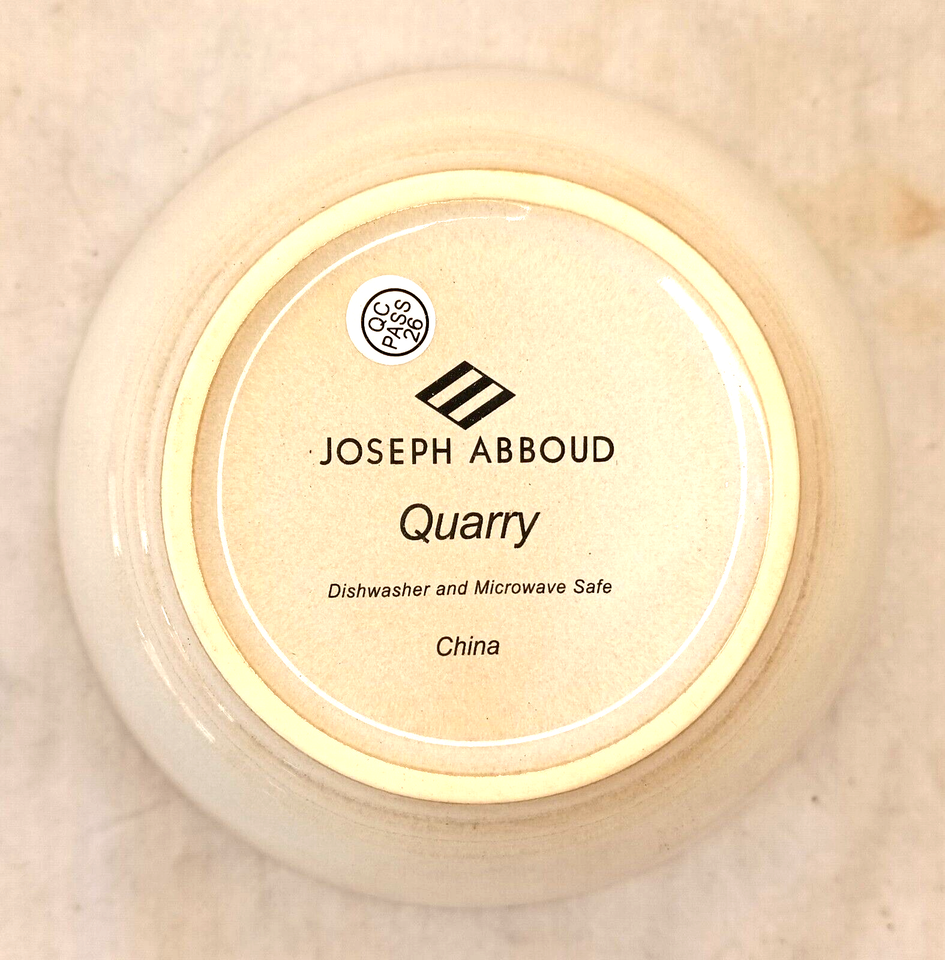 QC
PASS
26
JOSEPH ABBOUD
Quarry
Dishwasher and Microwave Safe
China